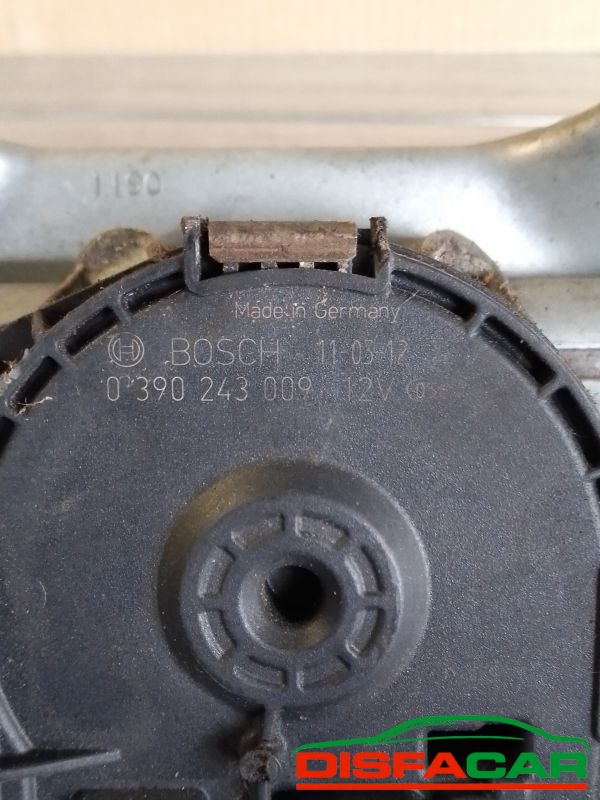 1190
Made in Germany
BOSCH 11-03-12
0 390 243 009 12V
DISFACAR